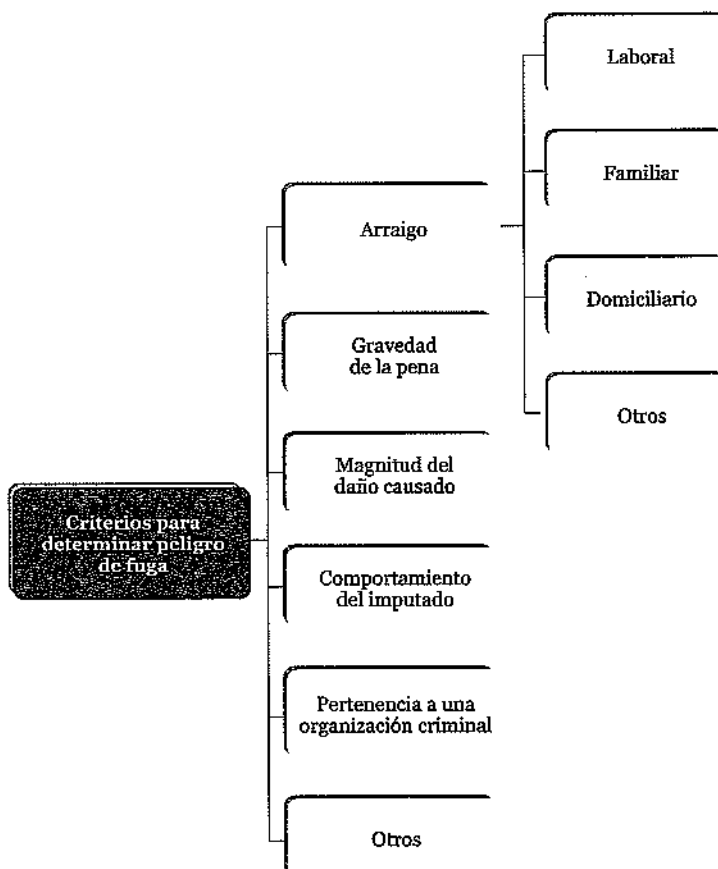 Criterios para
determinar peligro
de fuga
Arraigo
Gravedad
de la pena
Magnitud del
daño causado
Comportamiento
del imputado
Pertenencia a una
organización criminal
Otros
Laboral
Familiar
Domiciliario
Otros